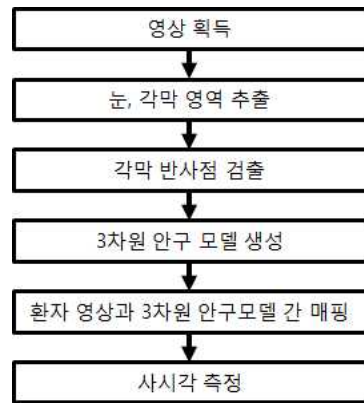 영상 획득
눈, 각막 영역 추출
각막 반사점 검출
3차원 안구 모델 생성
환자 영상과 3차원 안구모델 간 매핑
사시각 측정